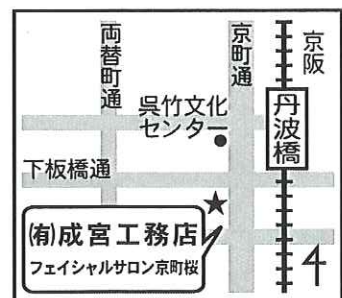 両替町通
京町通
京阪
丹波橋
呉竹文化
センター
下板橋通
(有)成宮工務店
フェイシャルサロン京町桜